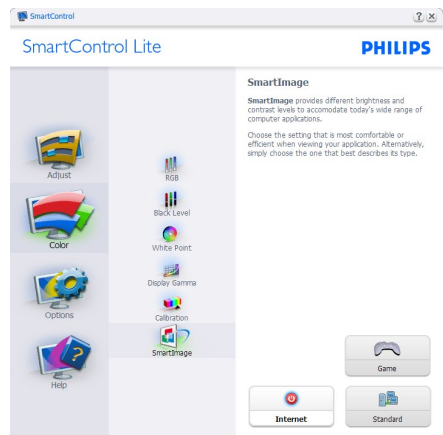 SmartControl
SmartControl Lite
PHILIPS
Adjust
Color
Options
Help
RGB
Black Level
White Point
Display Gamma
Calibration
SmartImage
SmartImage
SmartImage provides different brightness and
contrast levels to accomodate today's wide range of
computer applications.
Choose the setting that is most comfortable or
efficient when viewing your application. Alternatively,
simply choose the one that best describes its type.
Game
Internet
Standard